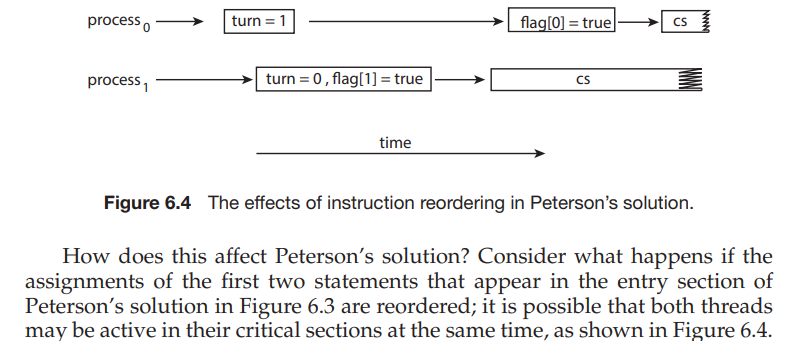 process0 turn = 1 flag[0] = true cs
process1 turn = 0 , flag[1] = true cs
time
Figure 6.4 The effects of instruction reordering in Peterson’s solution.
How does this affect Peterson’s solution? Consider what happens if the
assignments of the first two statements that appear in the entry section of
Peterson’s solution in Figure 6.3 are reordered; it is possible that both threads
may be active in their critical sections at the same time, as shown in Figure 6.4.